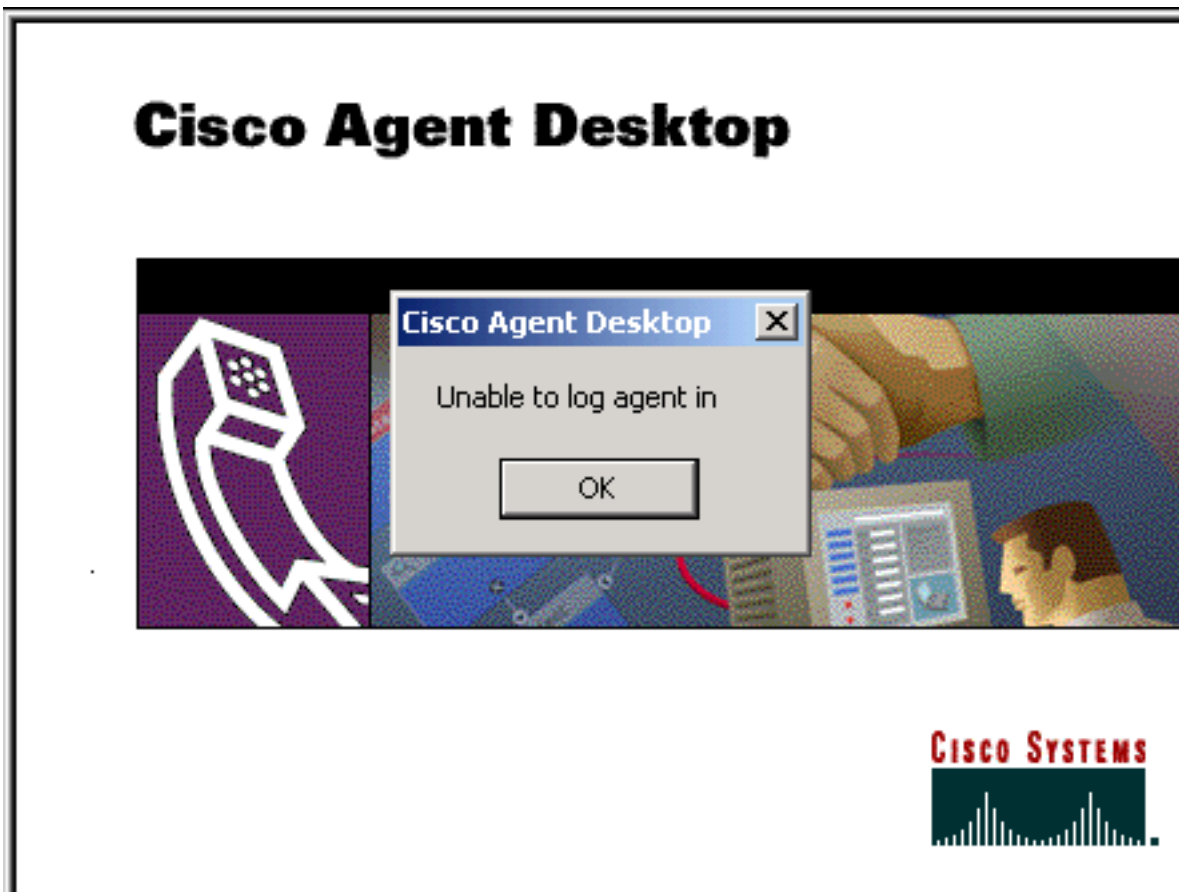 Cisco Agent Desktop
Cisco Agent Desktop
Unable to log agent in
OK
CISCO SYSTEMS